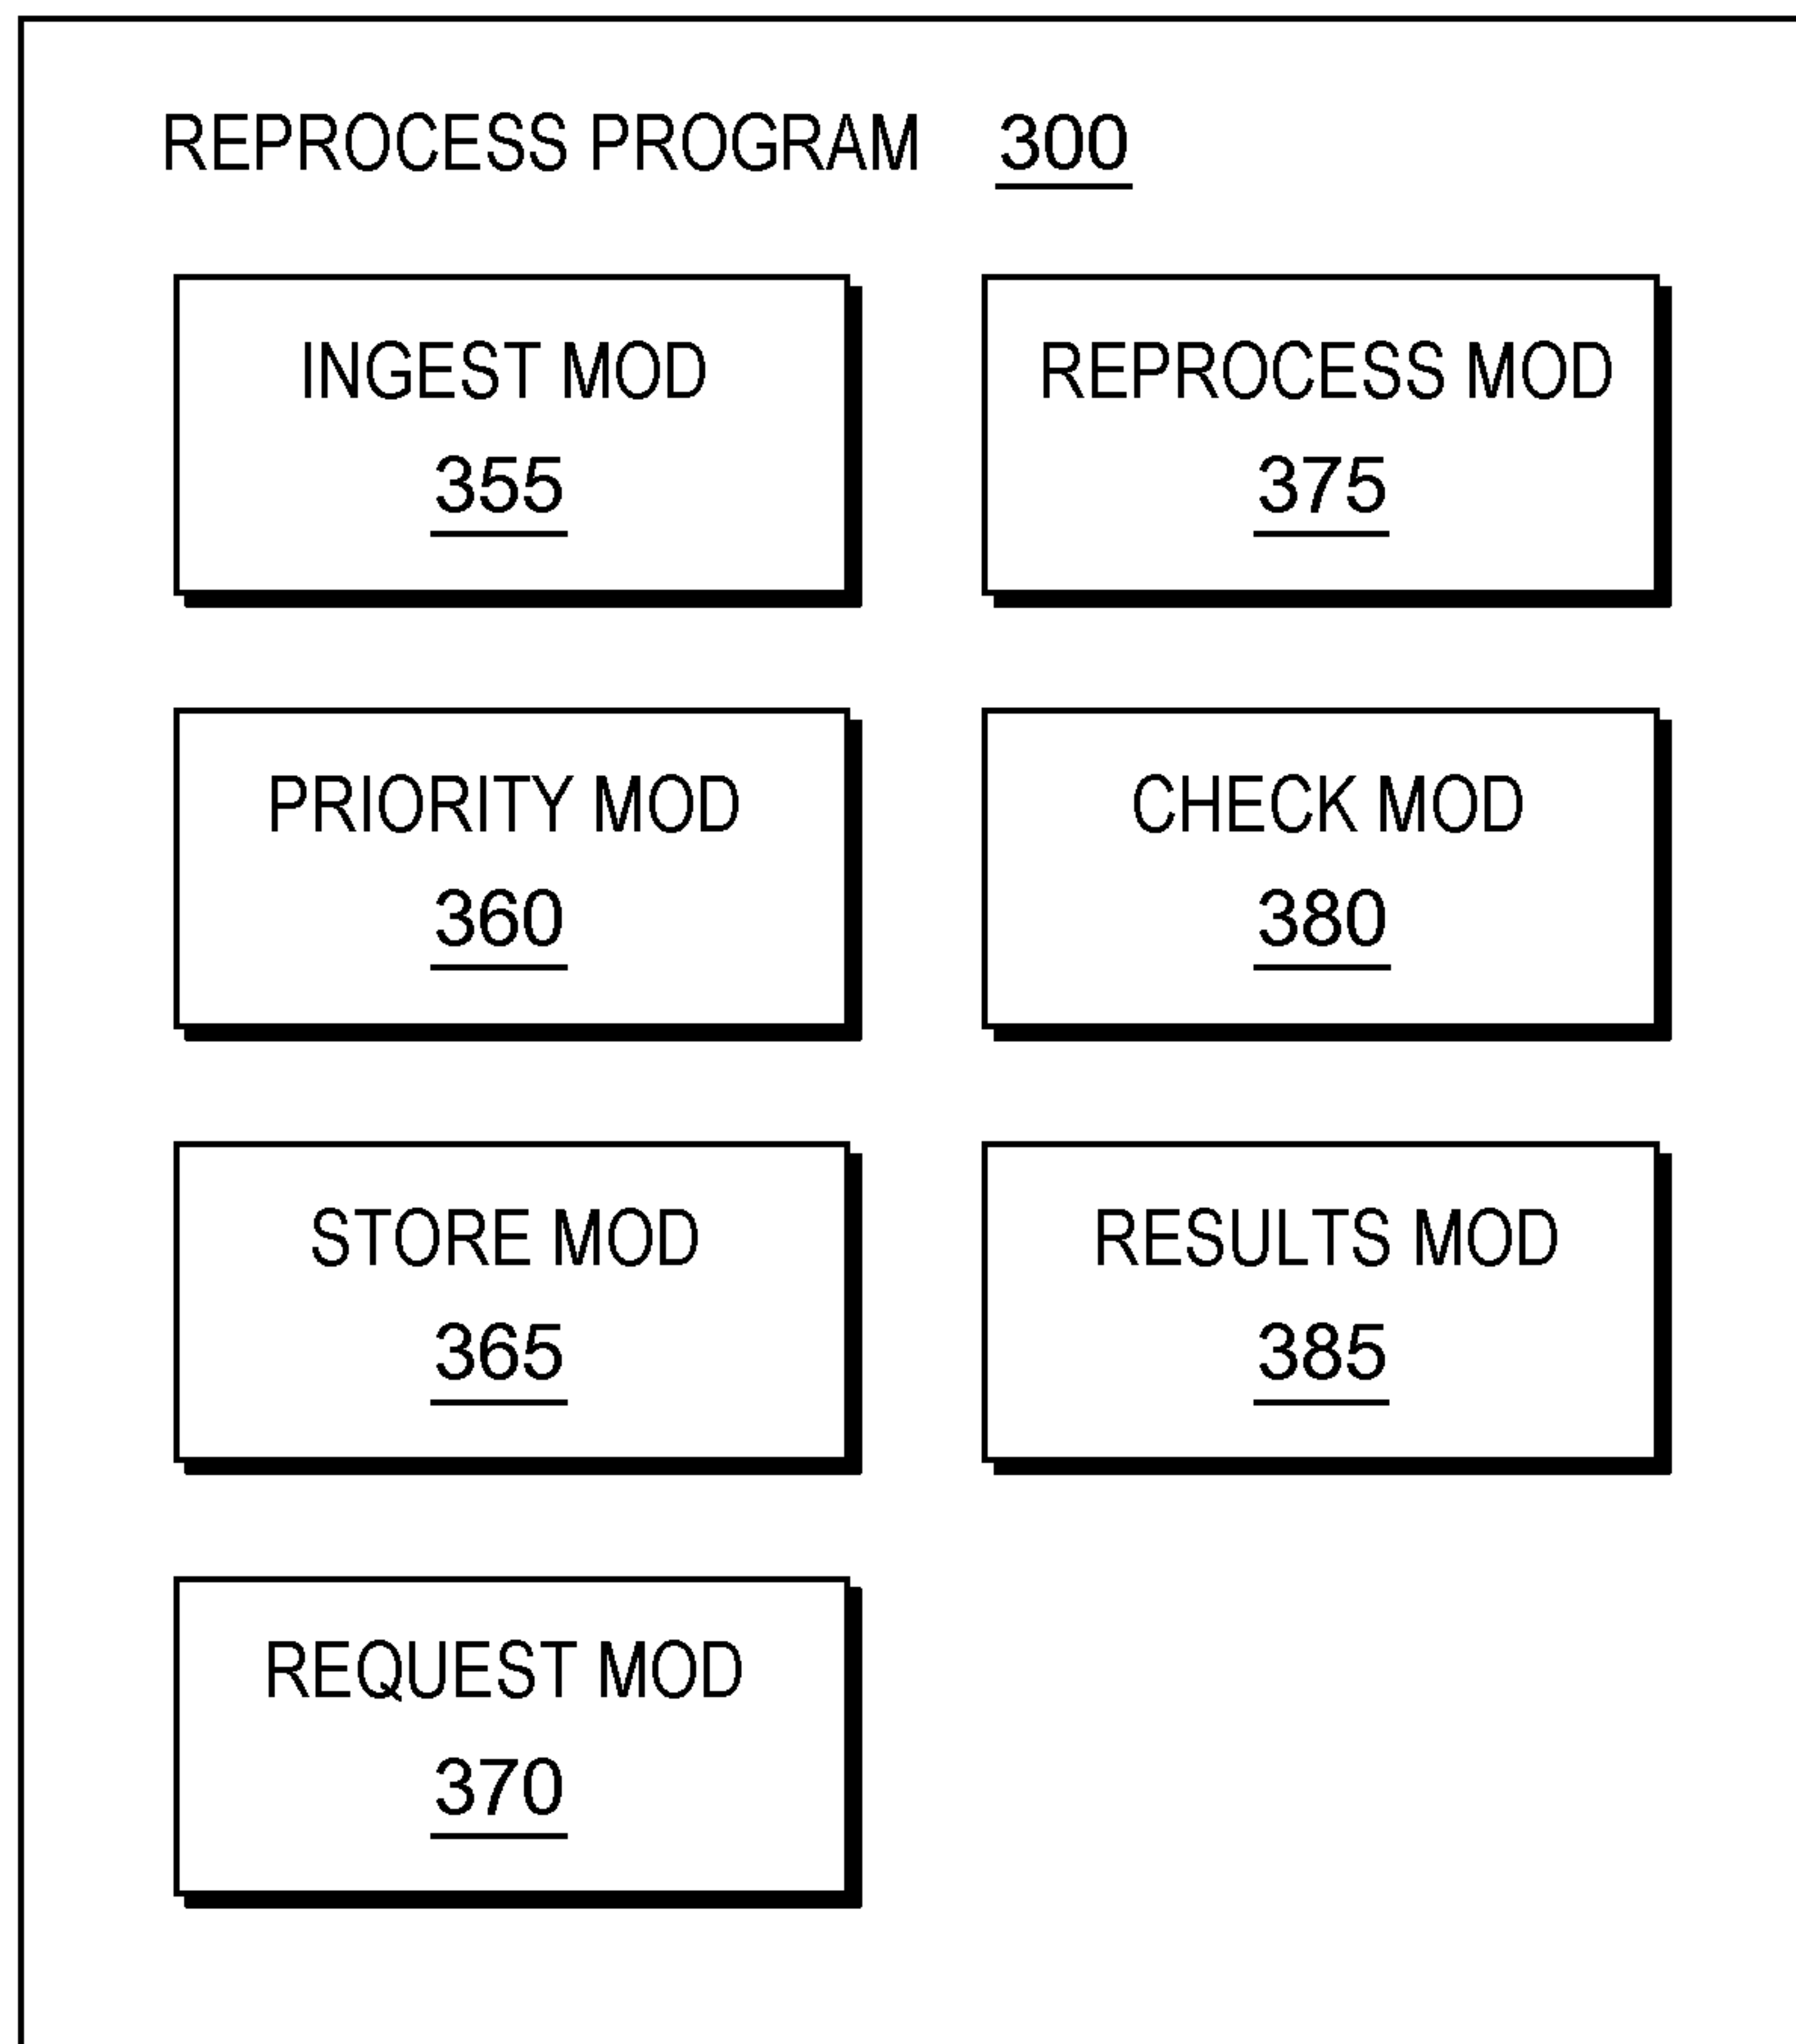 REPROCESS PROGRAM 300
INGEST MOD
355
REPROCESS MOD
375
PRIORITY MOD
360
CHECK MOD
380
STORE MOD
365
RESULTS MOD
385
REQUEST MOD
370